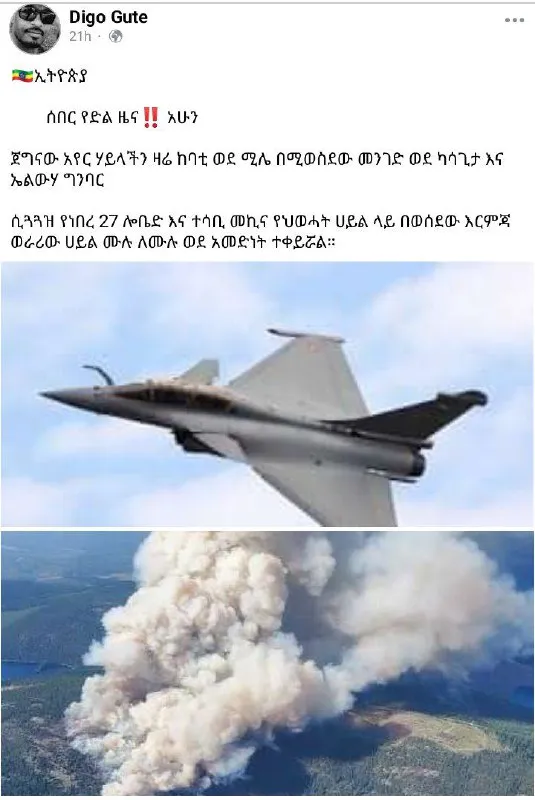 Digo Gute
21h
🇪🇹ኢትዮጵያ
ሰበር የድል ዜና‼️ አሁን
ጀግናው አየር ሃይላችን ዛሬ ከባቲ ወደ ሚሌ በሚወስደው መንገድ ወደ ካሳጊታ እና
ኤልውሃ ግንባር
ሲጓጓዝ የነበረ 27 ሎቤድ እና ተሳቢ መኪና የህወሓት ሀይል ላይ በወሰደው እርምጃ
ወራሪው ሀይል ሙሉ ለሙሉ ወደ አመድነት ተቀይሯል።